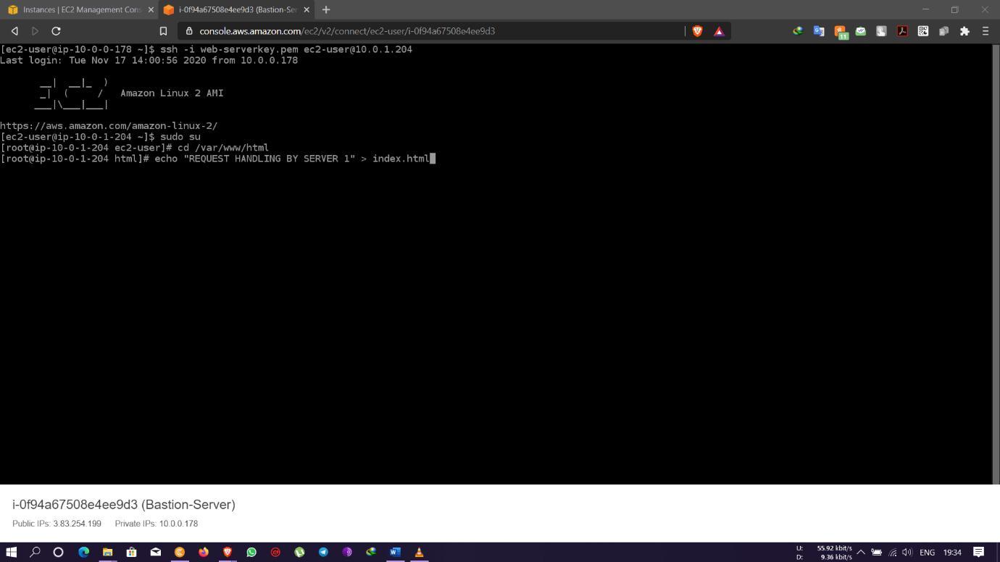 Instances | EC2 Management Cons
i-0f94a67508e4ee9d3 (Bastion-Ser
console.aws.amazon.com/ec2/v2/connect/ec2-user/i-0f94a67508e4ee9d3
11
[ec2-user@ip-10-0-0-178 ~]$ ssh -i web-serverkey.pem ec2-user@10.0.1.204
Last login: Tue Nov 17 14:00:56 2020 from 10.0.0.178
       __|  __|_  )
       _|  (     /   Amazon Linux 2 AMI
      ___|\___|___|
https://aws.amazon.com/amazon-linux-2/
[ec2-user@ip-10-0-1-204 ~]$ sudo su
[root@ip-10-0-1-204 ec2-user]# cd /var/www/html
[root@ip-10-0-1-204 html]# echo "REQUEST HANDLING BY SERVER 1" > index.html
i-0f94a67508e4ee9d3 (Bastion-Server)
Public IPs: 3.83.254.199 Private IPs: 10.0.0.178
U: 55.92 kbit/s
D: 9.36 kbit/s
ENG 19:34